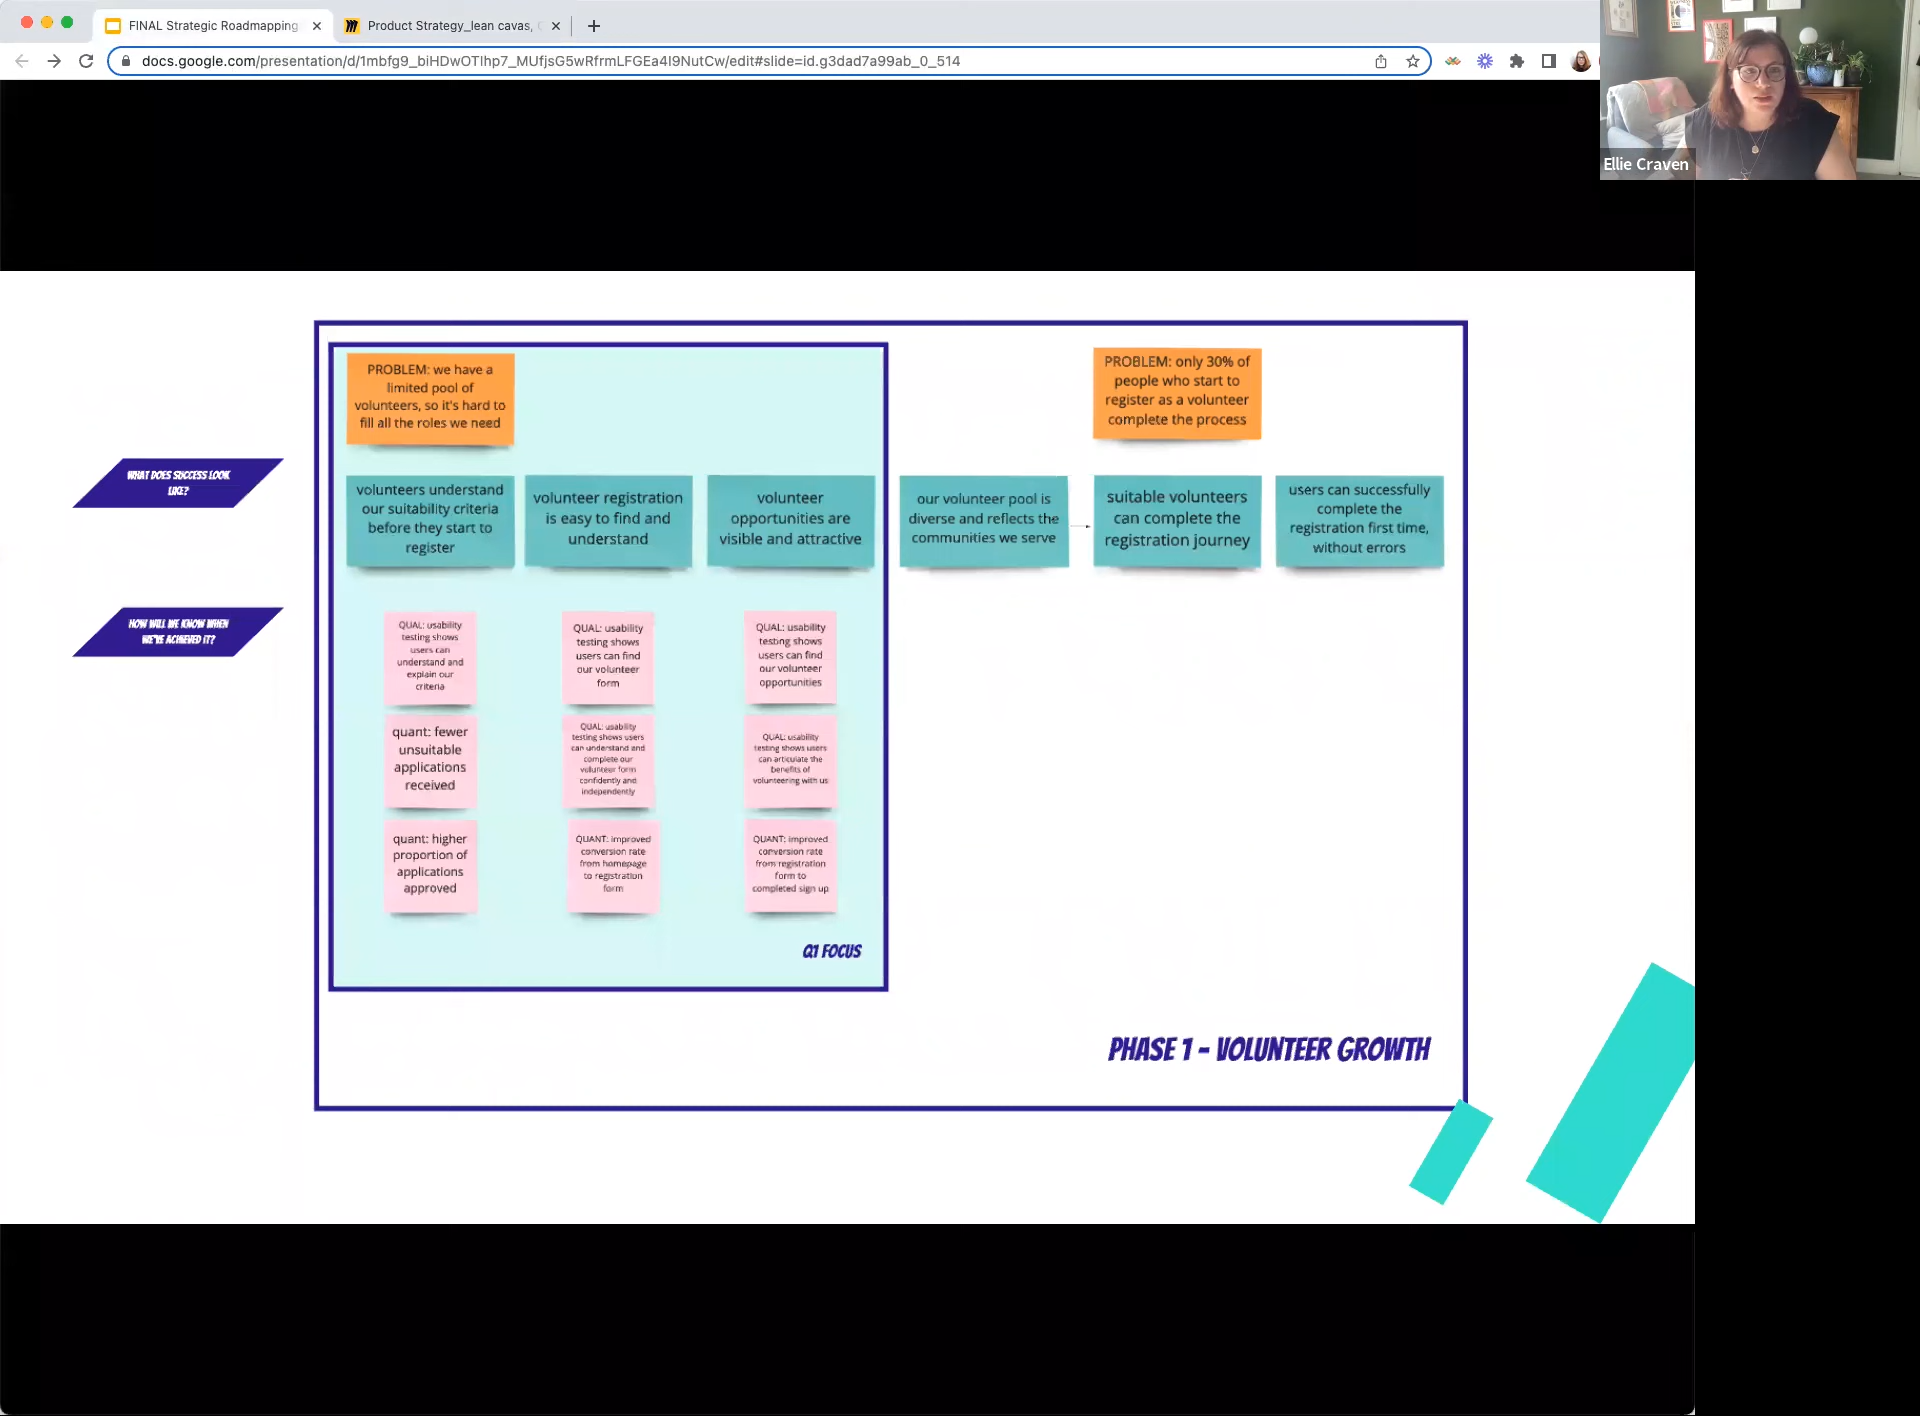 FINAL Strategic Roadmapping
Product Strategy_lean cavas,
docs.google.com/presentation/d/1mbfg9_biHDwOTlhp7_MUfjsG5wRfrmLFGEa4I9NutCw/edit#slide=id.g3dad7a99ab_0_514
Ellie Craven
PROBLEM: we have a
limited pool of
volunteers, so it's hard to
fill all the roles we need
PROBLEM: only 30% of
people who start to
register as a volunteer
complete the process
WHAT DOES SUCCESS LOOK
LIKE?
volunteers understand
our suitability criteria
before they start to
register
volunteer registration
is easy to find and
understand
volunteer
opportunities are
visible and attractive
our volunteer pool is
diverse and reflects the
communities we serve
suitable volunteers
can complete the
registration journey
users can successfully
complete the
registration first time,
without errors
HOW WILL WE KNOW WHEN
WE'VE ACHIEVED IT?
QUAL: usability
testing shows
users can
understand and
explain our
criteria
QUAL: usability
testing shows
users can find
our volunteer
form
QUAL: usability
testing shows
users can find
our volunteer
opportunities
quant: fewer
unsuitable
applications
received
QUAL: usability
testing shows users
can understand and
complete our
volunteer form
confidently and
independently
QUAL: usability
testing shows users
can articulate the
benefits of
volunteering with us
quant: higher
proportion of
applications
approved
QUANT: improved
conversion rate
from homepage
to registration
form
QUANT: improved
conversion rate
from registration
form to
completed sign up
Q1 FOCUS
PHASE 1 - VOLUNTEER GROWTH